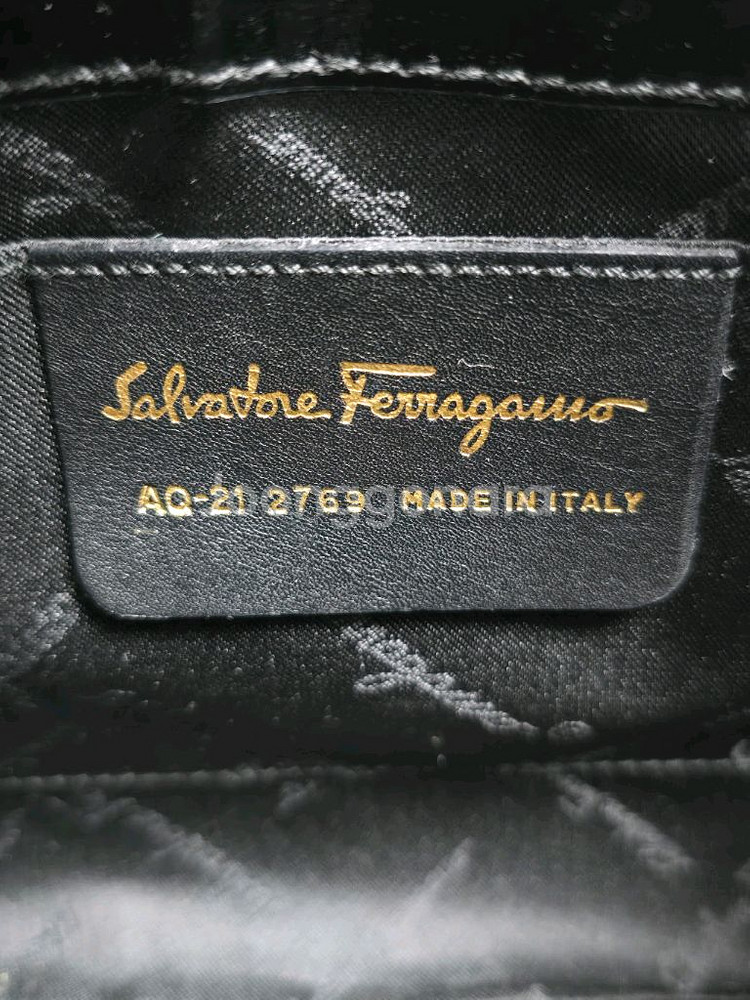 Salvatore Ferragamo
AQ-21 2769 MADE IN ITALY